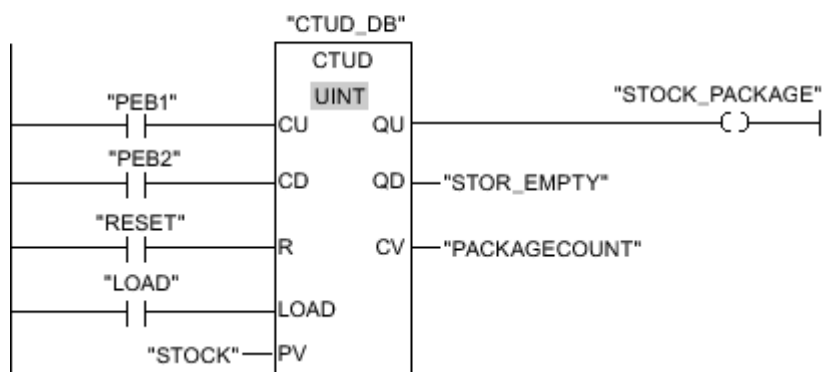 "CTUD_DB"
CTUD
UINT
"PEB1"
"STOCK_PACKAGE"
CU QU
"PEB2"
CD QD "STOR_EMPTY"
"RESET"
R CV "PACKAGECOUNT"
"LOAD"
LOAD
"STOCK" PV